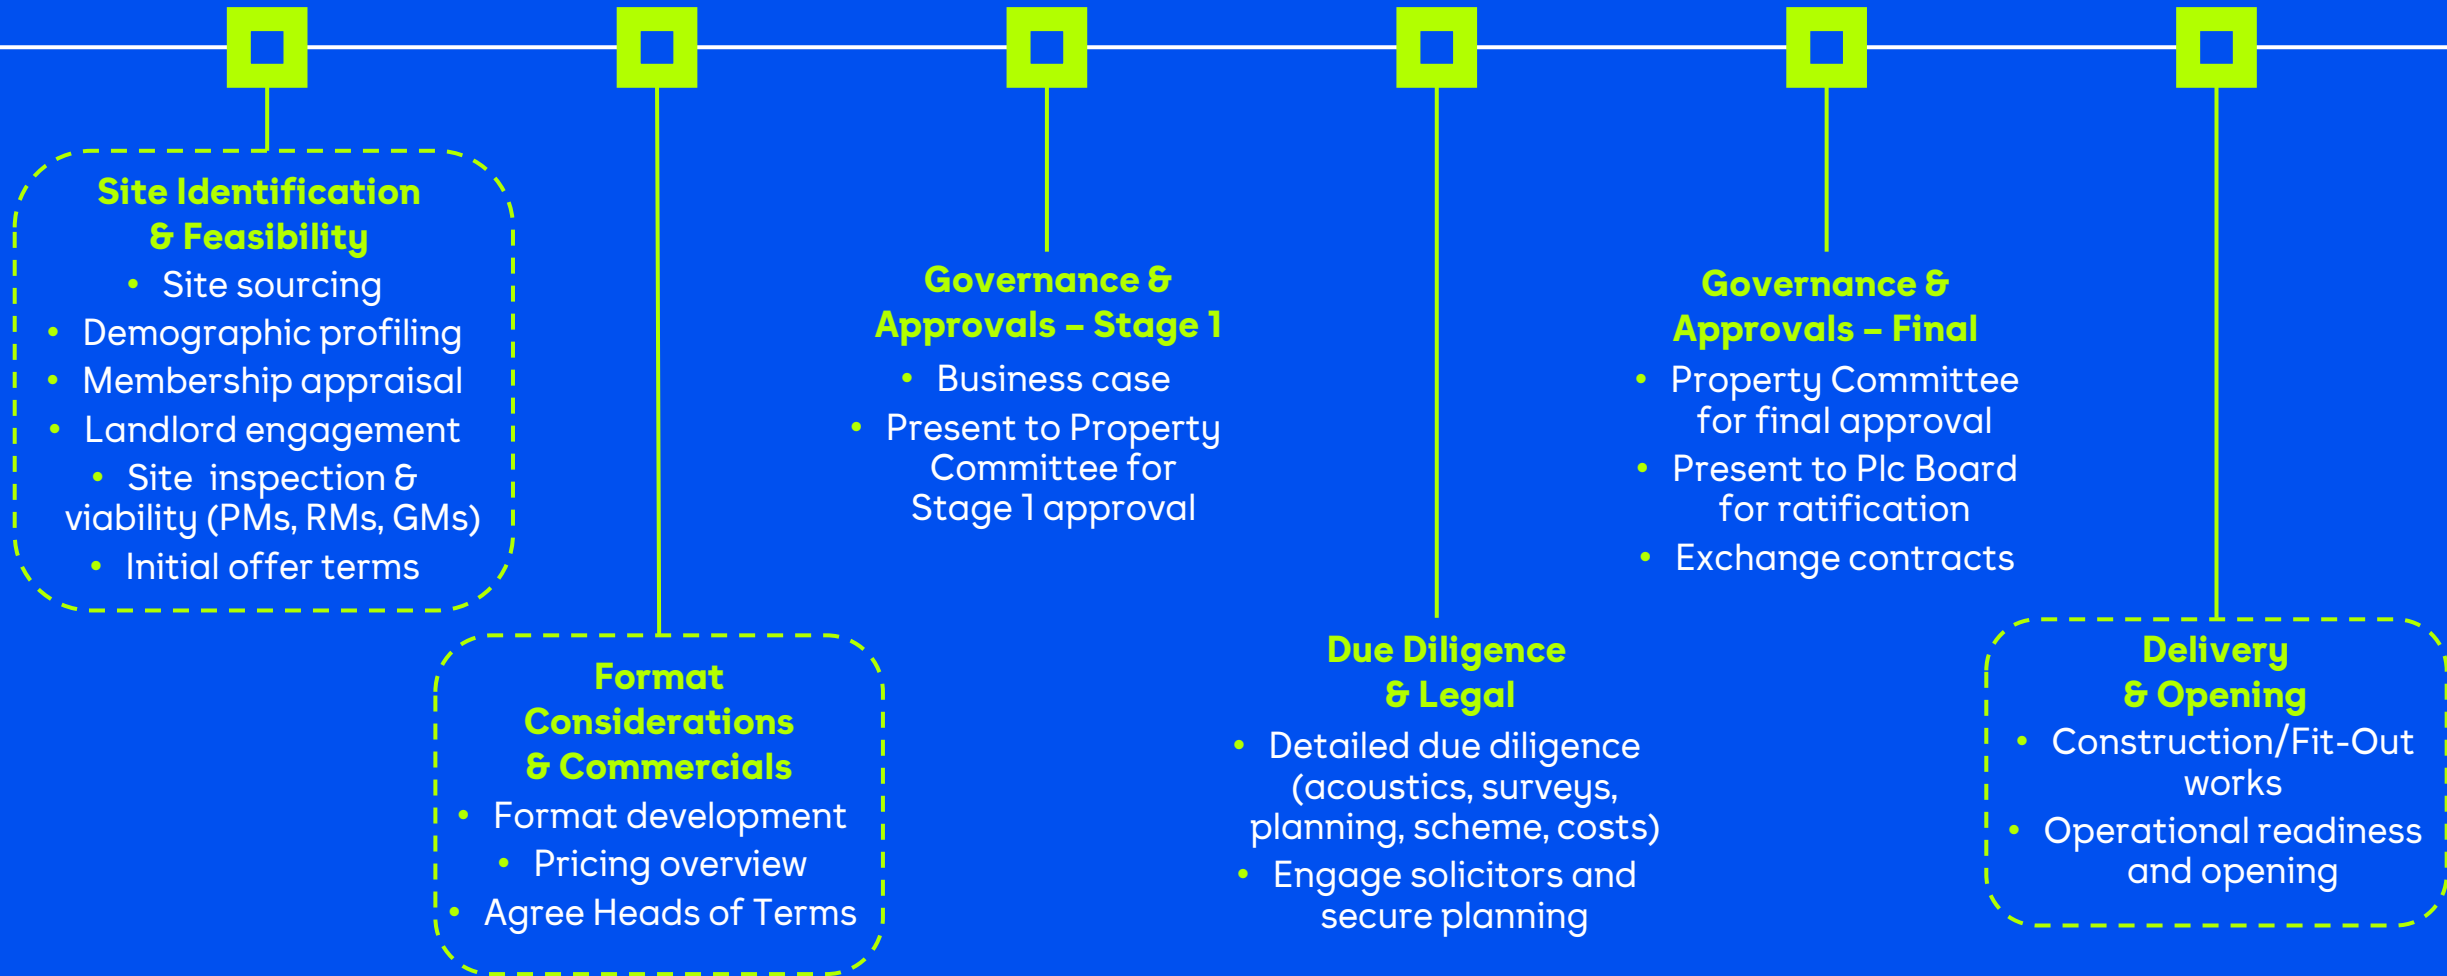 Site Identification
& Feasibility
• Site sourcing
• Demographic profiling
• Membership appraisal
• Landlord engagement
• Site inspection &
viability (PMs, RMs, GMs)
• Initial offer terms
Format
Considerations
& Commercials
• Format development
• Pricing overview
• Agree Heads of Terms
Governance &
Approvals – Stage 1
• Business case
• Present to Property
Committee for
Stage 1 approval
Due Diligence
& Legal
• Detailed due diligence
(acoustics, surveys,
planning, scheme, costs)
• Engage solicitors and
secure planning
Governance &
Approvals – Final
• Property Committee
for final approval
• Present to Plc Board
for ratification
• Exchange contracts
Delivery
& Opening
• Construction/Fit-Out
works
• Operational readiness
and opening